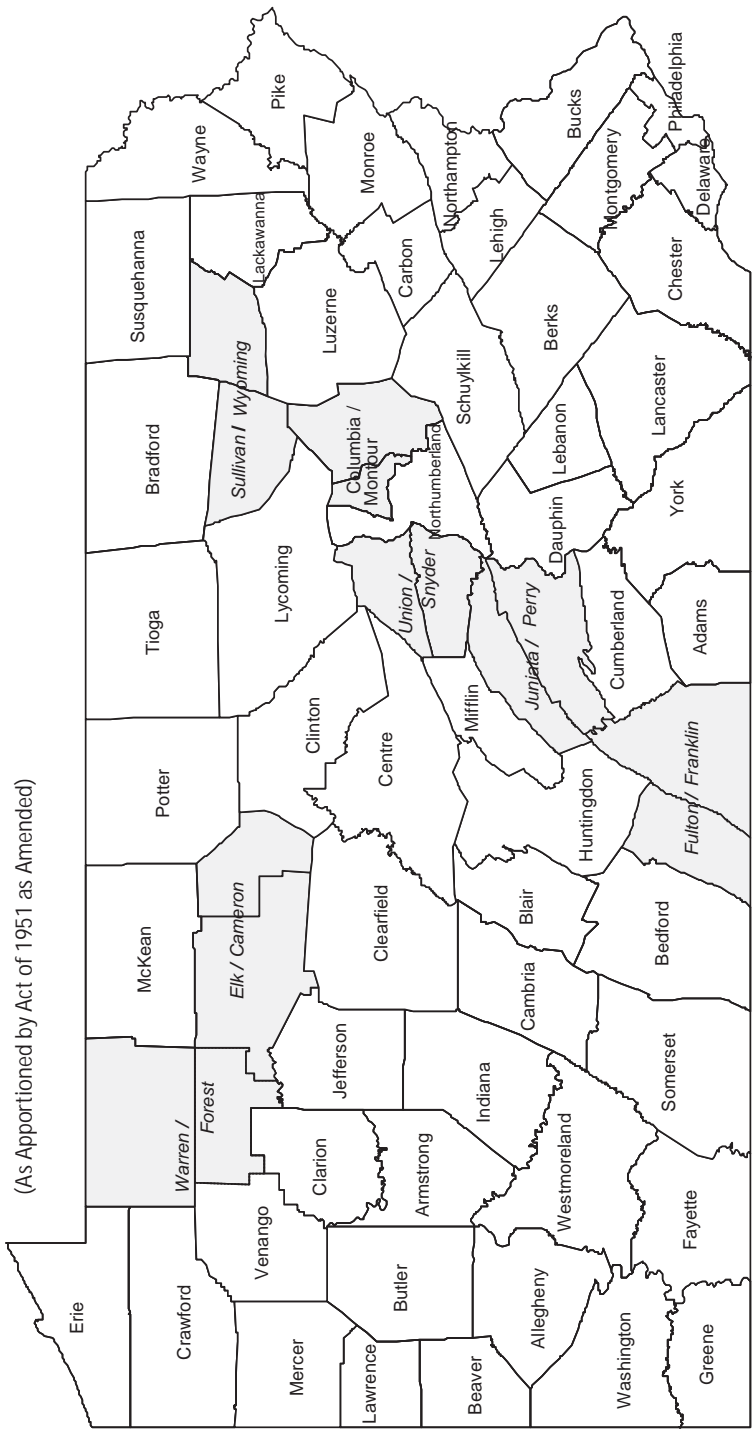 (As Apportioned by Act of 1951 as Amended)
Erie
Crawford
Warren /
Forest
McKean
Potter
Tioga
Bradford
Susquehanna
Wayne
Pike
Mercer
Venango
Elk / Cameron
Clinton
Lycoming
Sullivan / Wyoming
Lackawanna
Lawrence
Butler
Clarion
Jefferson
Clearfield
Centre
Union /
Snyder
Columbia /
Montour
Northumberland
Luzerne
Monroe
Carbon
Beaver
Allegheny
Armstrong
Indiana
Cambria
Blair
Huntingdon
Mifflin
Juniata / Perry
Dauphin
Lebanon
Schuylkill
Berks
Lehigh
Northampton
Bucks
Montgomery
Philadelphia
Delaware
Washington
Greene
Westmoreland
Fayette
Somerset
Bedford
Fulton / Franklin
Cumberland
Adams
York
Lancaster
Chester